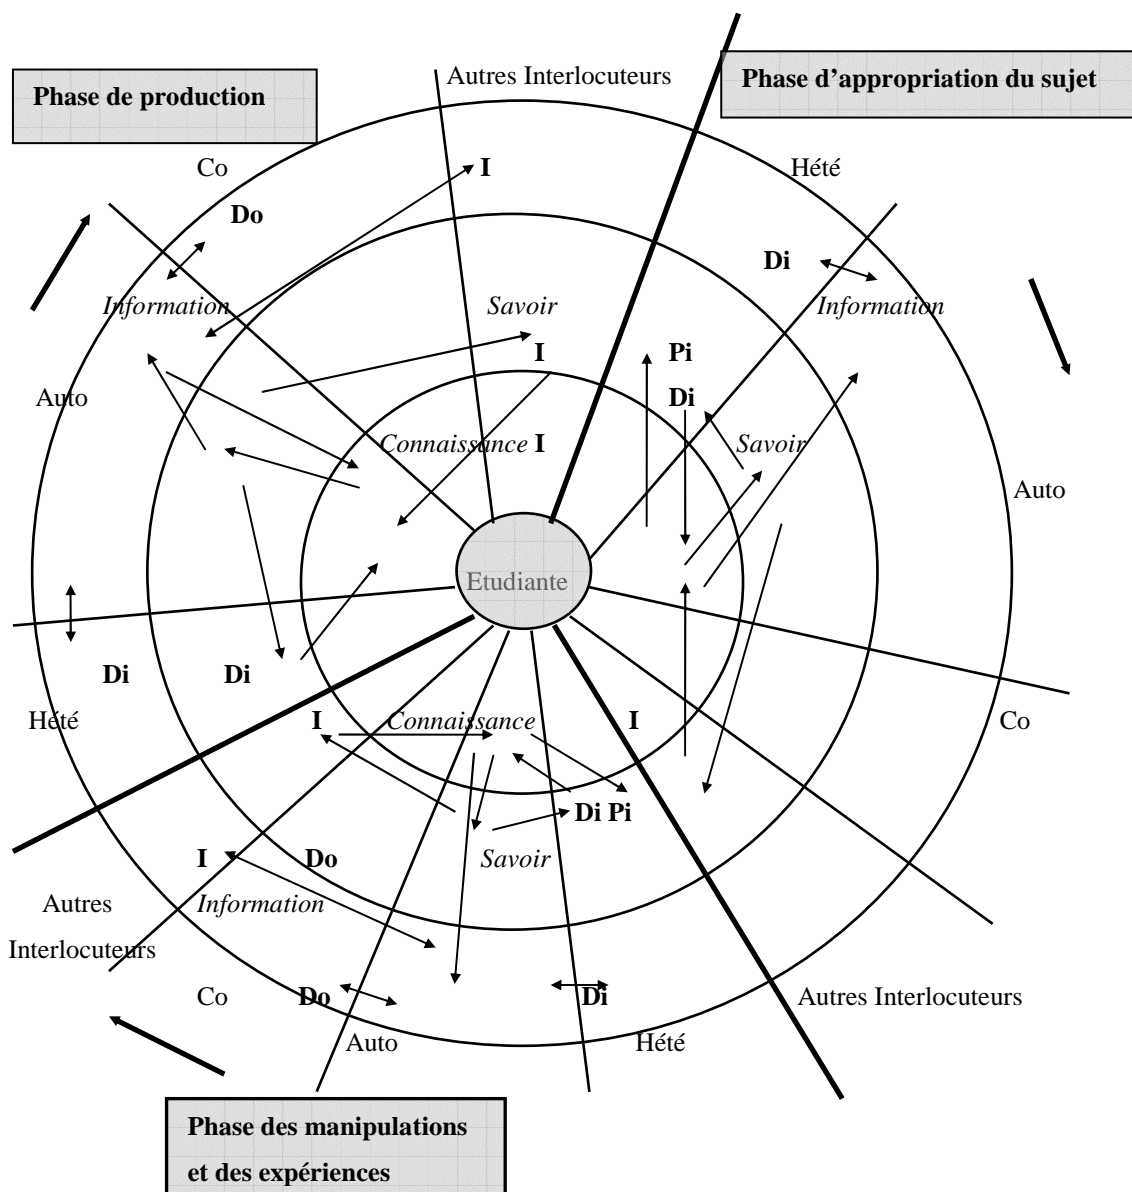 Autres Interlocuteurs
Phase d'appropriation du sujet
Phase de production
Co
I
Hété
Do
Di
Information
Savoir
Information
I
Pi
Auto
Di
Connaissance I
Savoir
Auto
Etudiante
Di
Di
Hété
I
Connaissance
I
Co
Di Pi
I
Do
Savoir
Autres
Information
Interlocuteurs
Co
Do
Di
Autres Interlocuteurs
Auto
Hété
Phase des manipulations
et des expériences